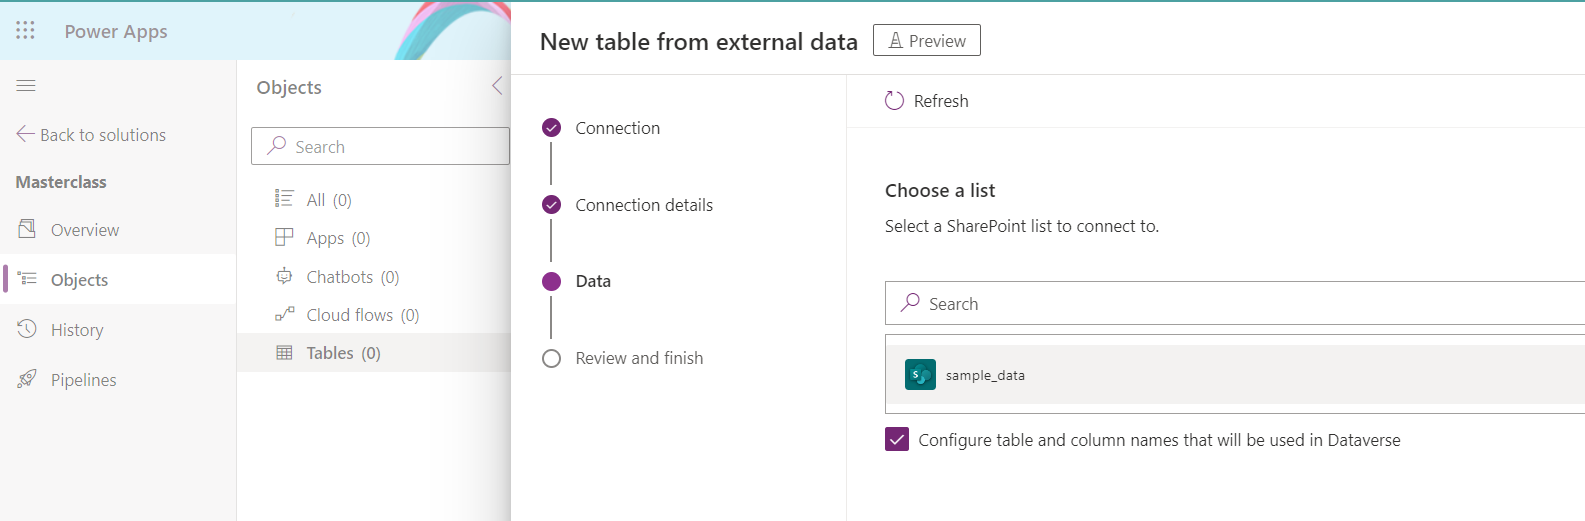 Power Apps
Back to solutions
Masterclass
Overview
Objects
History
Pipelines
Objects
Search
All (0)
Apps (0)
Chatbots (0)
Cloud flows (0)
Tables (0)
New table from external data
Preview
Connection
Connection details
Data
Review and finish
Refresh
Choose a list
Select a SharePoint list to connect to.
Search
S
sample_data
Configure table and column names that will be used in Dataverse